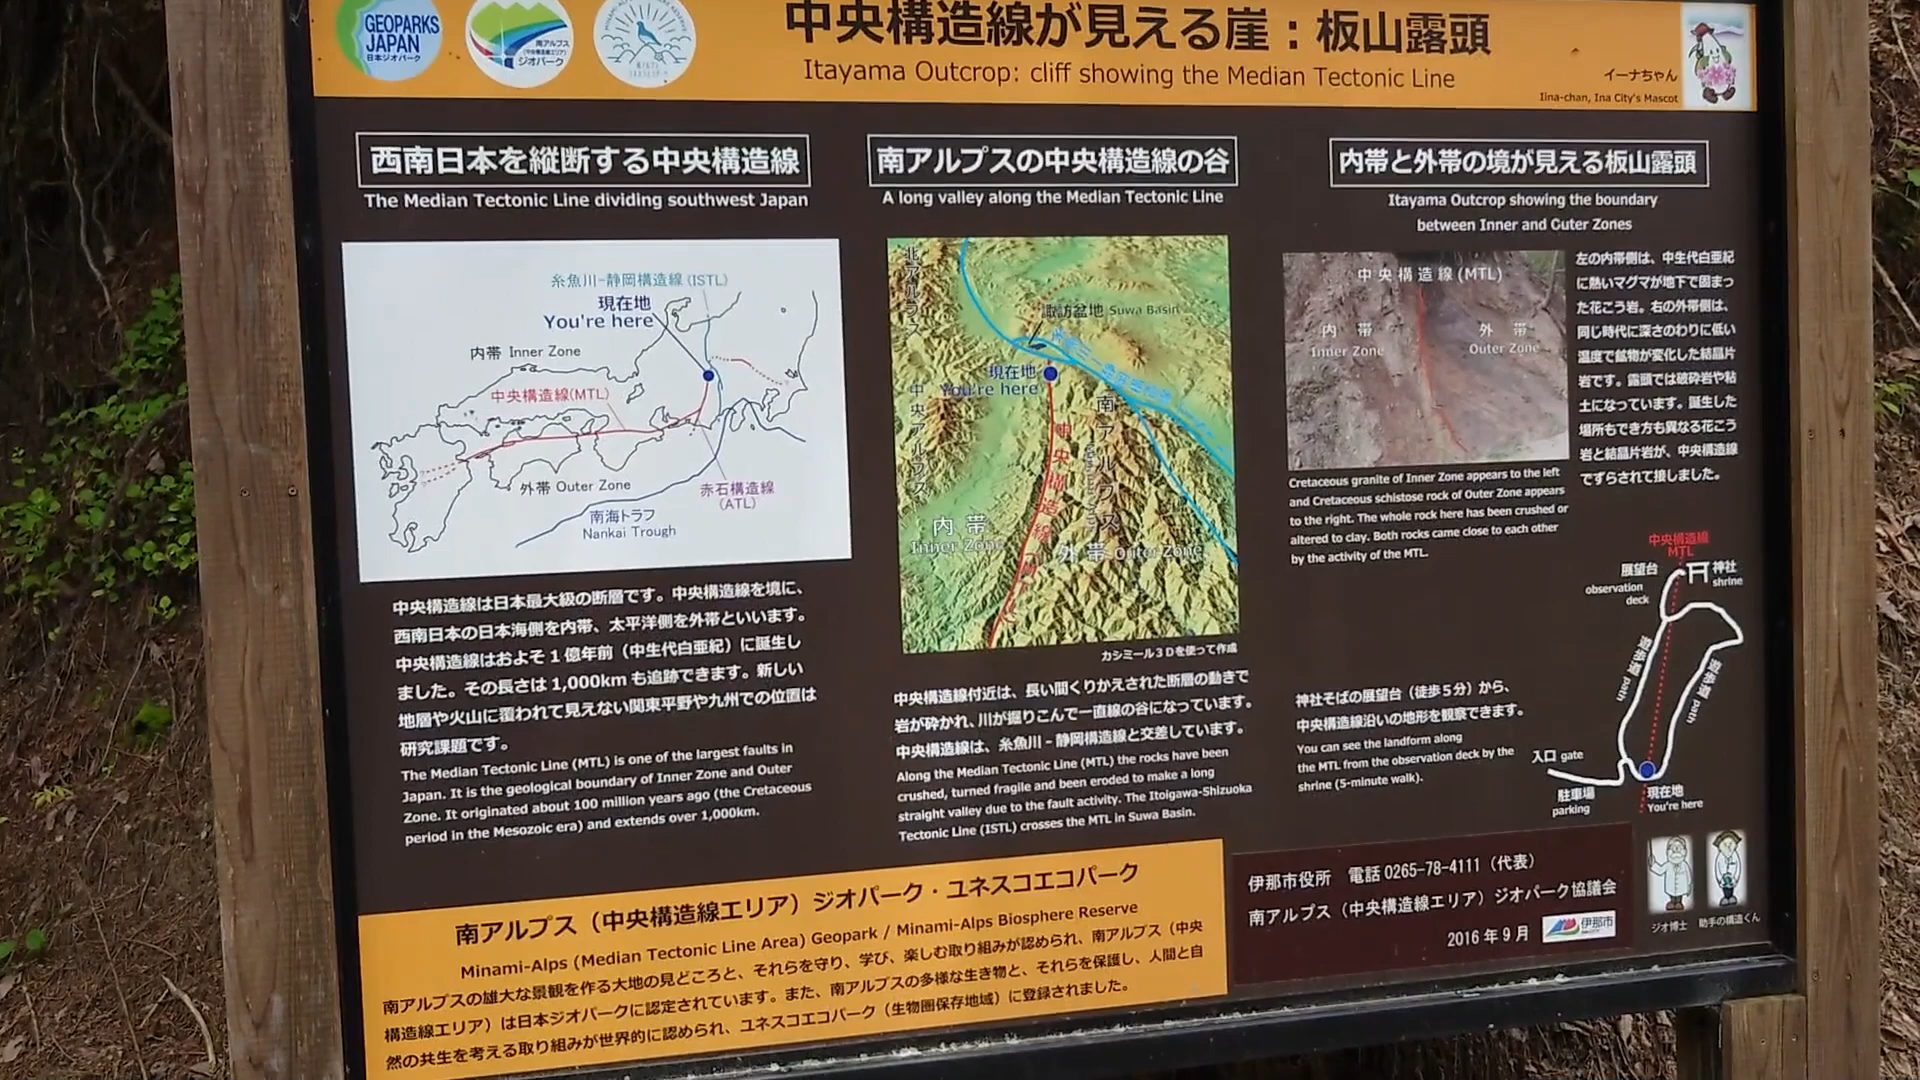 GEOPARKS
JAPAN
日本ジオパーク
南アルプス
(中央構造線エリア)
ジオパーク
中央構造線が見える崖：板山露頭
Itayama Outcrop: cliff showing the Median Tectonic Line
イーナちゃん
Iina-chan, Ina City's Mascot
西南日本を縦断する中央構造線
The Median Tectonic Line dividing southwest Japan
糸魚川-静岡構造線(ISTL)
現在地
You're here
内帯 Inner Zone
中央構造線(MTL)
外帯 Outer Zone
赤石構造線
(ATL)
南海トラフ
Nankai Trough
中央構造線は日本最大級の断層です。中央構造線を境に、
西南日本の日本海側を内帯、太平洋側を外帯といいます。
中央構造線はおよそ1億年前（中生代白亜紀）に誕生し
ました。その長さは1,000kmも追跡できます。新しい
地層や火山に覆われて見えない関東平野や九州での位置は
研究課題です。
The Median Tectonic Line (MTL) is one of the largest faults in
Japan. It is the geological boundary of Inner Zone and Outer
Zone. It originated about 100 million years ago (the Cretaceous
period in the Mesozoic era) and extends over 1,000km.
南アルプスの中央構造線の谷
A long valley along the Median Tectonic Line
北アルプス
諏訪盆地 Suwa Basin
現在地
You're here
中央アルプス
南アルプス
中央構造線
内帯
Inner Zone
外帯 Outer Zone
カシミール3Dを使って作成
中央構造線付近は、長い間くりかえされた断層の動きで
岩が砕かれ、川が掘りこんで一直線の谷になっています。
中央構造線は、糸魚川-静岡構造線と交差しています。
Along the Median Tectonic Line (MTL) the rocks have been
crushed, turned fragile and been eroded to make a long
straight valley due to the fault activity. The Itoigawa-Shizuoka
Tectonic Line (ISTL) crosses the MTL in Suwa Basin.
内帯と外帯の境が見える板山露頭
Itayama Outcrop showing the boundary
between Inner and Outer Zones
中央構造線(MTL)
内帯
Inner Zone
外帯
Outer Zone
左の内帯側は、中生代白亜紀
に熱いマグマが地下で固まっ
た花こう岩。右の外帯側は、
同じ時代に深さのわりに低い
温度で鉱物が変化した結晶片
岩です。露頭では破砕岩や粘
土になっています。誕生した
場所もでき方も異なる花こう
岩と結晶片岩が、中央構造線
でずらされて接しました。
Cretaceous granite of Inner Zone appears to the left
and Cretaceous schistose rock of Outer Zone appears
to the right. The whole rock here has been crushed or
altered to clay. Both rocks came close to each other
by the activity of the MTL.
中央構造線
MTL
展望台
observation
deck
神社
shrine
遊歩道 path
遊歩道 path
入口 gate
駐車場
parking
現在地
You're here
神社そばの展望台（徒歩5分）から、
中央構造線沿いの地形を観察できます。
You can see the landform along
the MTL from the observation deck by the
shrine (5-minute walk).
南アルプス（中央構造線エリア）ジオパーク・ユネスコエコパーク
Minami-Alps (Median Tectonic Line Area) Geopark / Minami-Alps Biosphere Reserve
南アルプスの雄大な景観を作る大地の見どころと、それらを守り、学び、楽しむ取り組みが認められ、南アルプス（中央
構造線エリア）は日本ジオパークに認定されています。また、南アルプスの多様な生き物と、それらを保護し、人間と自
然の共生を考える取り組みが世界的に認められ、ユネスコエコパーク（生物圏保存地域）に登録されました。
伊那市役所　電話0265-78-4111（代表）
南アルプス（中央構造線エリア）ジオパーク協議会
2016年9月
伊那市
ジオ博士
助手の構造くん